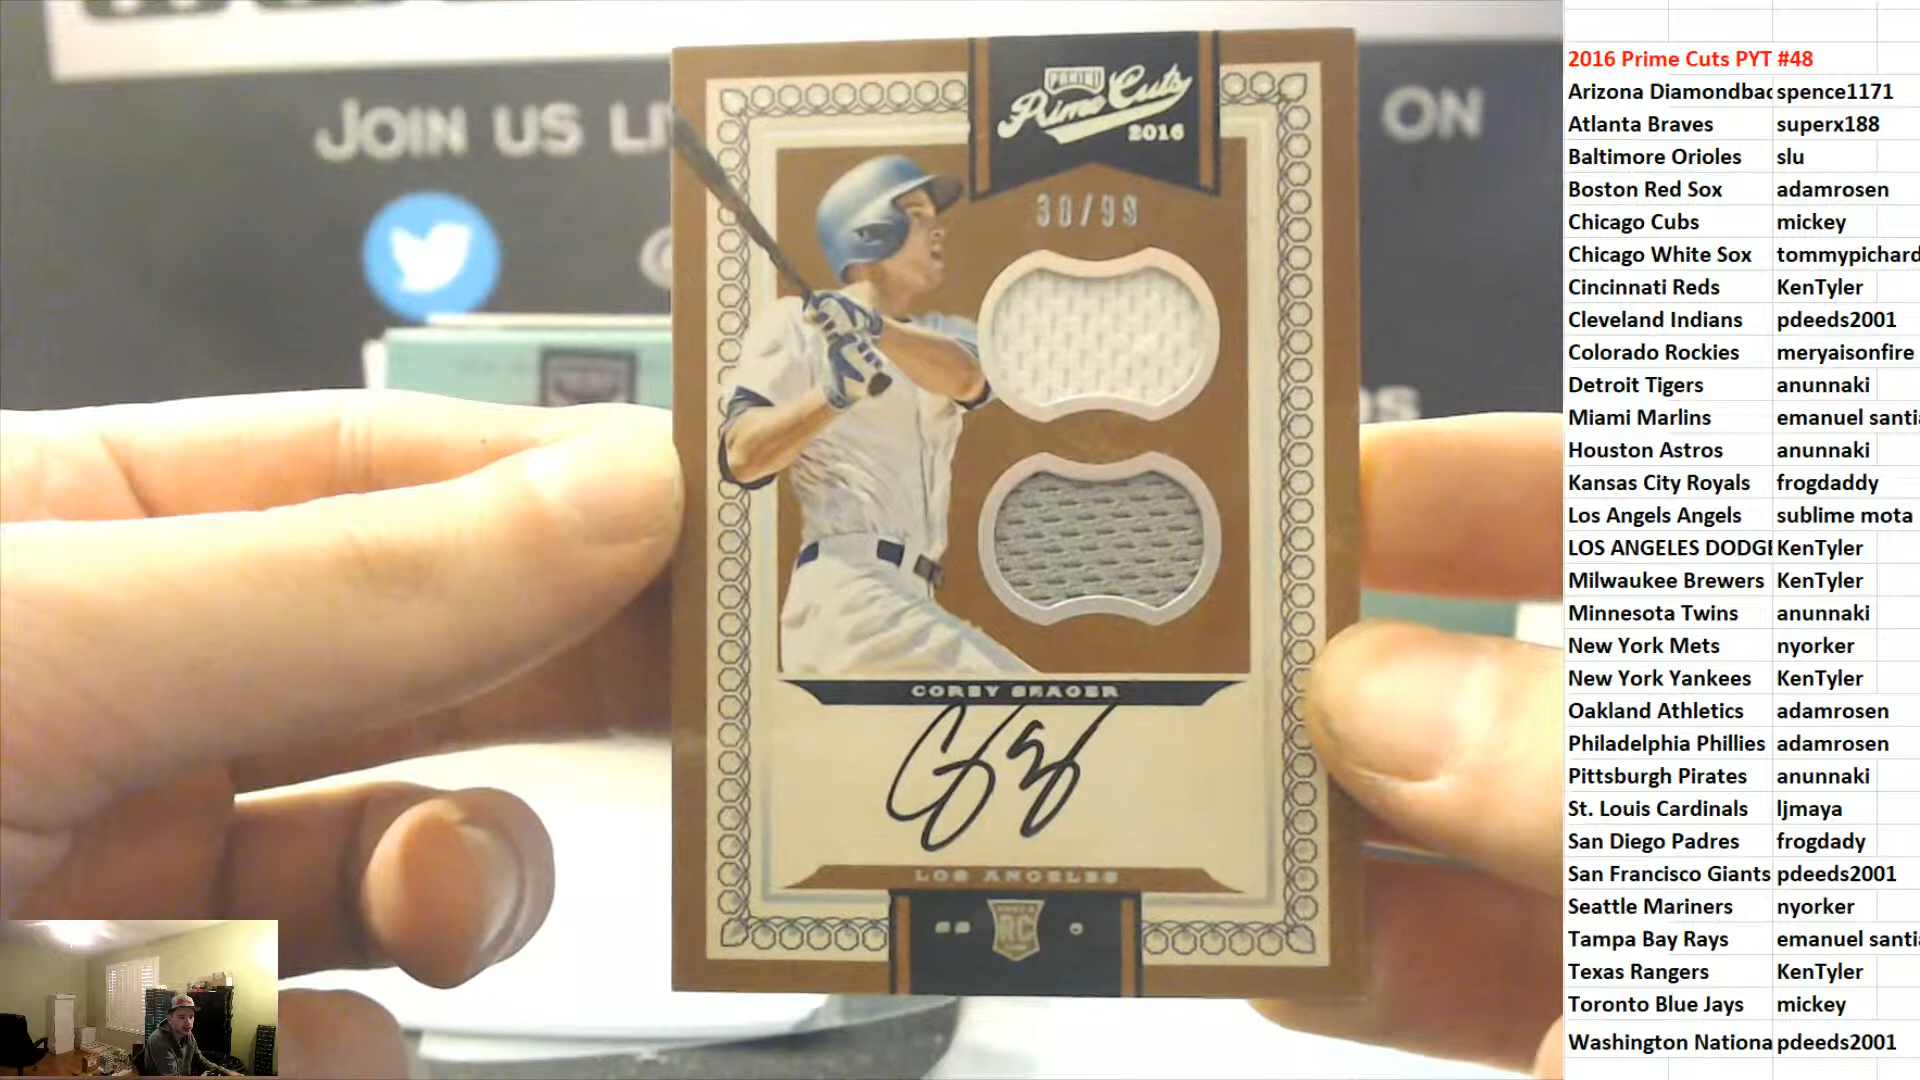 JOIN US LI
ON
PANINI
Prime Cuts
2016
30/99
COREY SEAGER
LOS ANGELES
RC
2016 Prime Cuts PYT #48
Arizona Diamondbac spence1171
Atlanta Braves superx188
Baltimore Orioles slu
Boston Red Sox adamrosen
Chicago Cubs mickey
Chicago White Sox tommypichard
Cincinnati Reds KenTyler
Cleveland Indians pdeeds2001
Colorado Rockies meryaisonfire
Detroit Tigers anunnaki
Miami Marlins emanuel santia
Houston Astros anunnaki
Kansas City Royals frogdaddy
Los Angels Angels sublime mota
LOS ANGELES DODGE KenTyler
Milwaukee Brewers KenTyler
Minnesota Twins anunnaki
New York Mets nyorker
New York Yankees KenTyler
Oakland Athletics adamrosen
Philadelphia Phillies adamrosen
Pittsburgh Pirates anunnaki
St. Louis Cardinals ljmaya
San Diego Padres frogdady
San Francisco Giants pdeeds2001
Seattle Mariners nyorker
Tampa Bay Rays emanuel santia
Texas Rangers KenTyler
Toronto Blue Jays mickey
Washington Nationa pdeeds2001